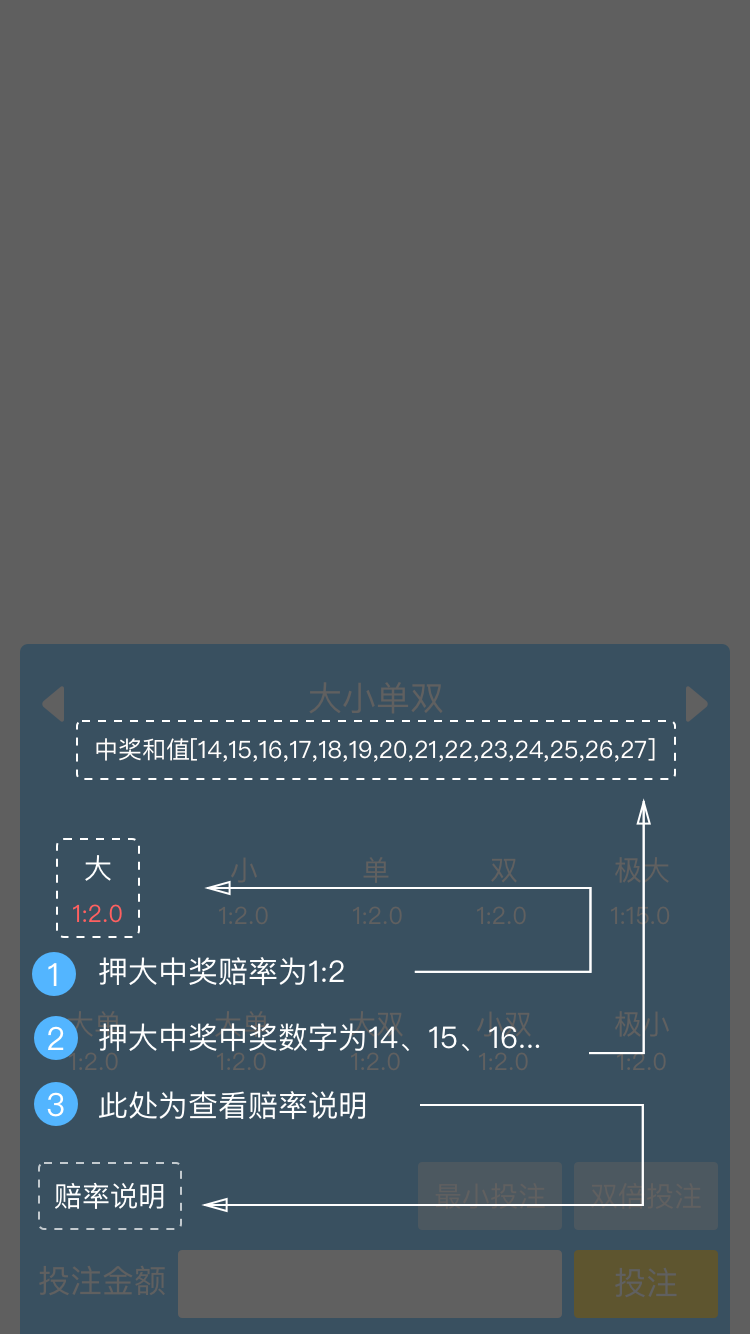 大小单双
中奖和值[14,15,16,17,18,19,20,21,22,23,24,25,26,27]
大 小 单 双 极大
1:2.0 1:2.0 1:2.0 1:2.0 1:15.0
1 押大中奖赔率为1:2
大单 大单 大双 小双 极小
2 押大中奖中奖数字为14、15、16...
1:2.0 1:2.0 1:2.0 1:2.0 1:2.0
3 此处为查看赔率说明
赔率说明 最小投注 双倍投注
投注金额 投注